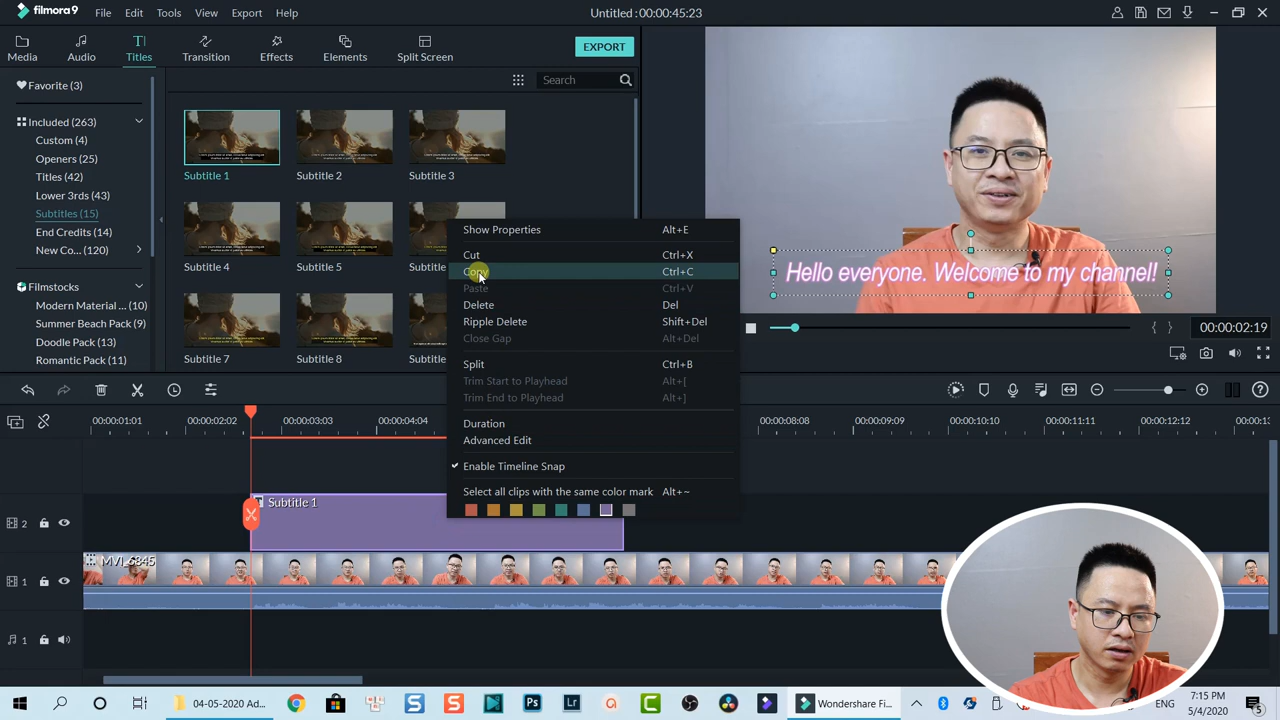 filmora9
File Edit Tools View Export Help
Untitled : 00:00:45:23
Media Audio Titles Transition Effects Elements Split Screen
EXPORT
Favorite (3)
Search
Included (263)
Custom (4)
Openers (25)
Titles (42)
Lower 3rds (43)
Subtitles (15)
End Credits (14)
New Co... (120)
Filmstocks
Modern Material ... (10)
Summer Beach Pack (9)
Doodle Pack (13)
Romantic Pack (11)
Subtitle 1 Subtitle 2 Subtitle 3
Subtitle 4 Subtitle 5
Subtitle 7 Subtitle 8
Show Properties Alt+E
Cut Ctrl+X
Copy Ctrl+C
Paste Ctrl+V
Delete Del
Ripple Delete Shift+Del
Close Gap Alt+Del
Split Ctrl+B
Trim Start to Playhead Alt+[
Trim End to Playhead Alt+]
Duration
Advanced Edit
Enable Timeline Snap
Select all clips with the same color mark Alt+~
Hello everyone. Welcome to my channel!
00:00:02:19
00:00:01:01 00:00:02:02 00:00:03:03 00:00:04:04 00:00:08:08 00:00:09:09 00:00:10:10 00:00:11:11 00:00:12:12 00:00:13
Subtitle 1
2
MVI_6345
1
1
04-05-2020 Ad...
Wondershare Fi...
ENG
7:15 PM
5/4/2020
5